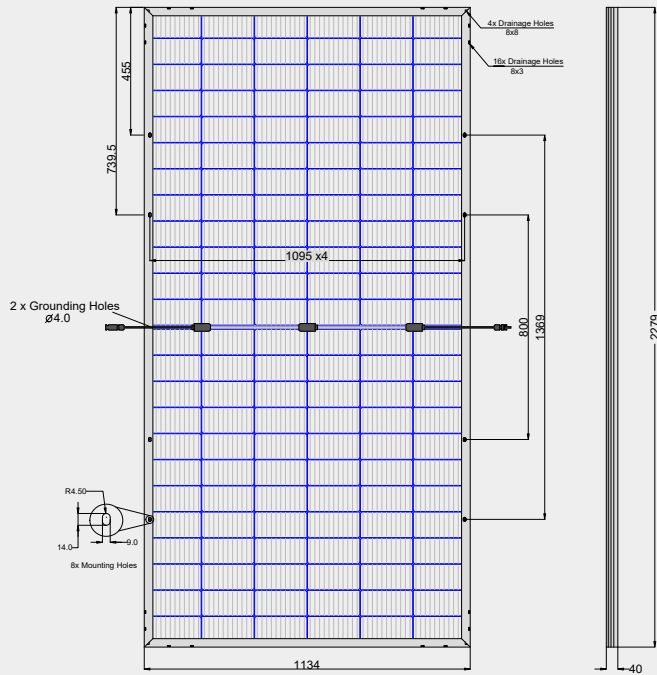 4x Drainage Holes
8x8
16x Drainage Holes
8x3
455
739.5
1095 x4
2 x Grounding Holes
Ø4.0
800
1369
2279
R4.50
14.0
9.0
8x Mounting Holes
1134
40